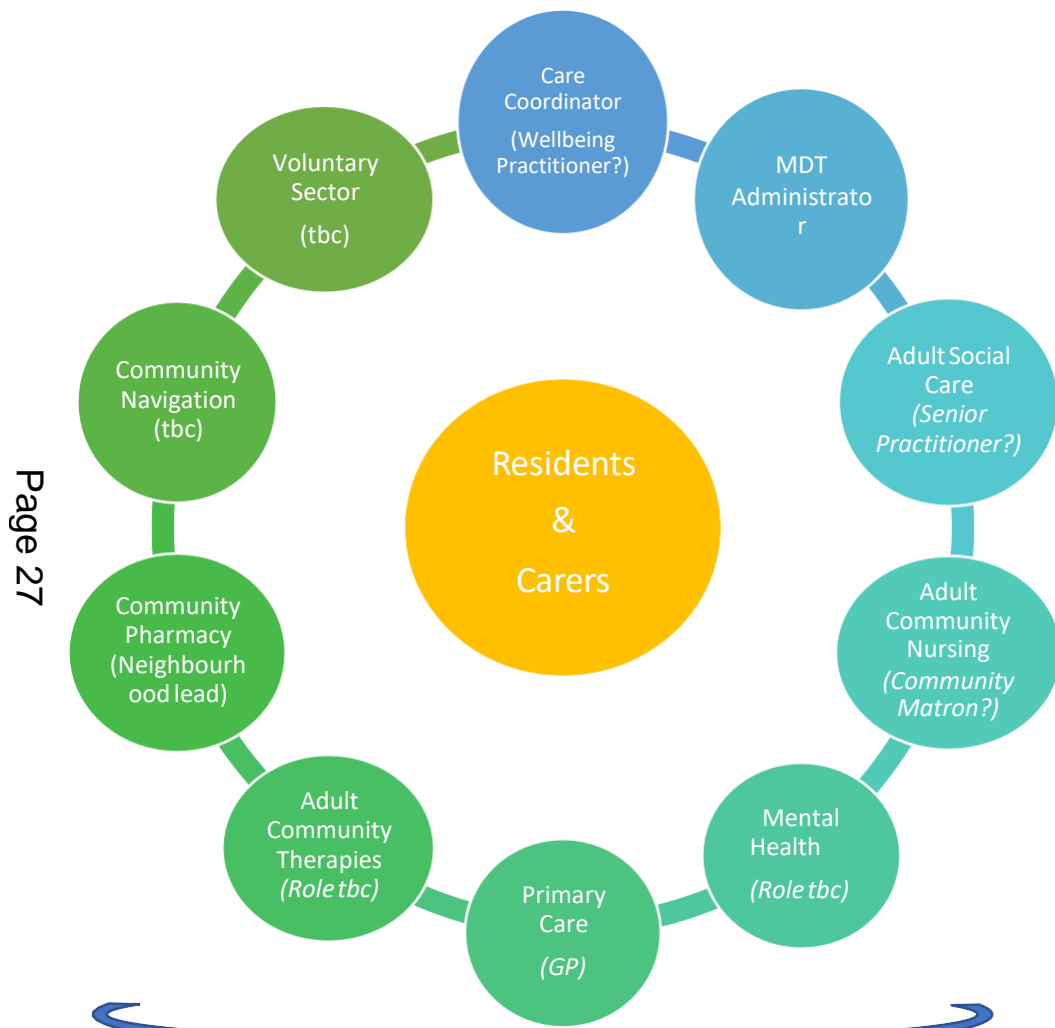 Care
Coordinator
(Wellbeing
Practitioner?)
MDT
Administrato
r
Adult Social
Care
(Senior
Practitioner?)
Adult
Community
Nursing
(Community
Matron?)
Mental
Health
(Role tbc)
Primary
Care
(GP)
Adult
Community
Therapies
(Role tbc)
Community
Pharmacy
(Neighbourh
ood lead)
Community
Navigation
(tbc)
Voluntary
Sector
(tbc)
Residents
&
Carers
Page 27